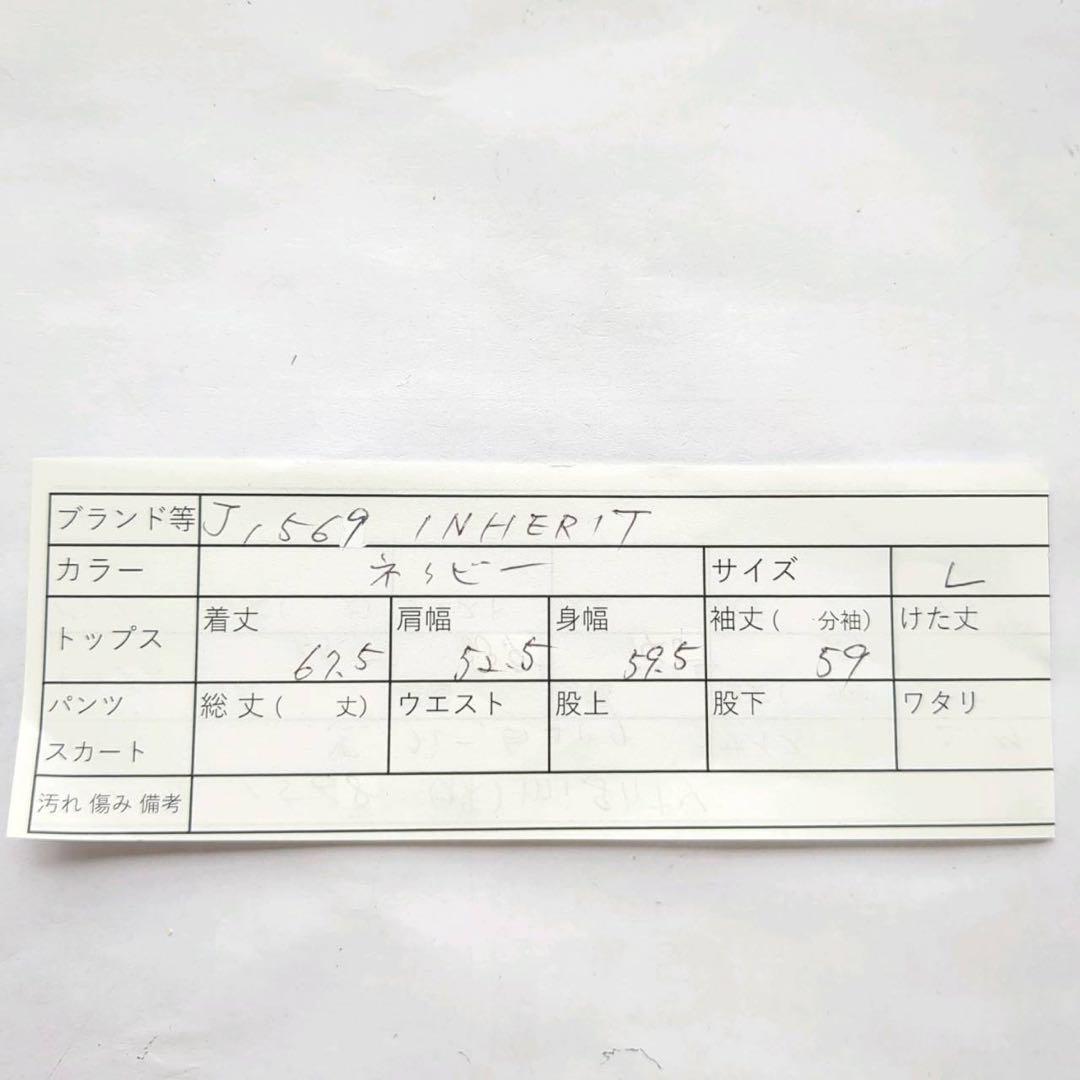 ブランド等 J1569 INHERIT
カラー ネイビー サイズ L
トップス 着丈 67.5 肩幅 52.5 身幅 59.5 袖丈( 分袖) 59 けた丈
パンツ スカート 総丈( 丈) ウエスト 股上 股下 ワタリ
汚れ 傷み 備考